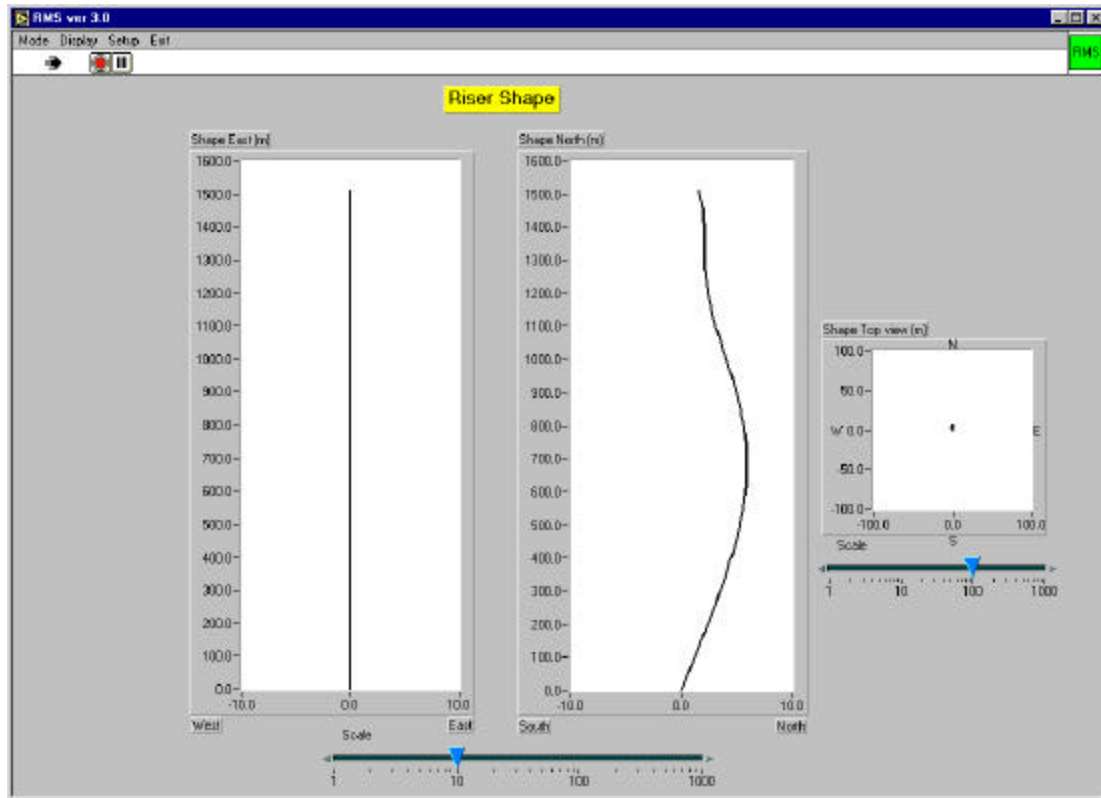 RMS ver 3.0
Mode Display Setup Exit
RMS
Riser Shape
Shape East (m)
1600.0
1500.0
1400.0
1300.0
1200.0
1100.0
1000.0
900.0
800.0
700.0
600.0
500.0
400.0
300.0
200.0
100.0
0.0
-10.0 0.0 10.0
West East
Shape North (m)
1600.0
1500.0
1400.0
1300.0
1200.0
1100.0
1000.0
900.0
800.0
700.0
600.0
500.0
400.0
300.0
200.0
100.0
0.0
-10.0 0.0 10.0
South North
Scale
1 10 100 1000
Shape Top view (m)
N
100.0
50.0
W 0.0 E
-50.0
-100.0
-100.0 0.0 100.0
S
Scale
1 10 100 1000